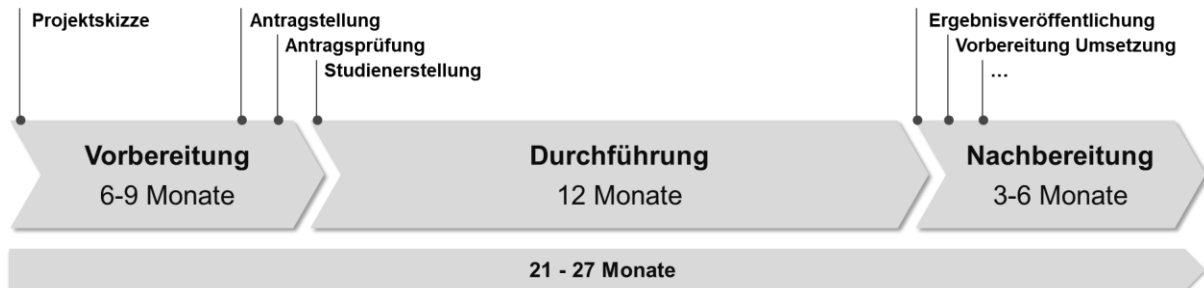 Projektskizze
Antragstellung
Antragsprüfung
Studienerstellung
Ergebnisveröffentlichung
Vorbereitung Umsetzung
...
Vorbereitung
6-9 Monate
Durchführung
12 Monate
Nachbereitung
3-6 Monate
21 - 27 Monate